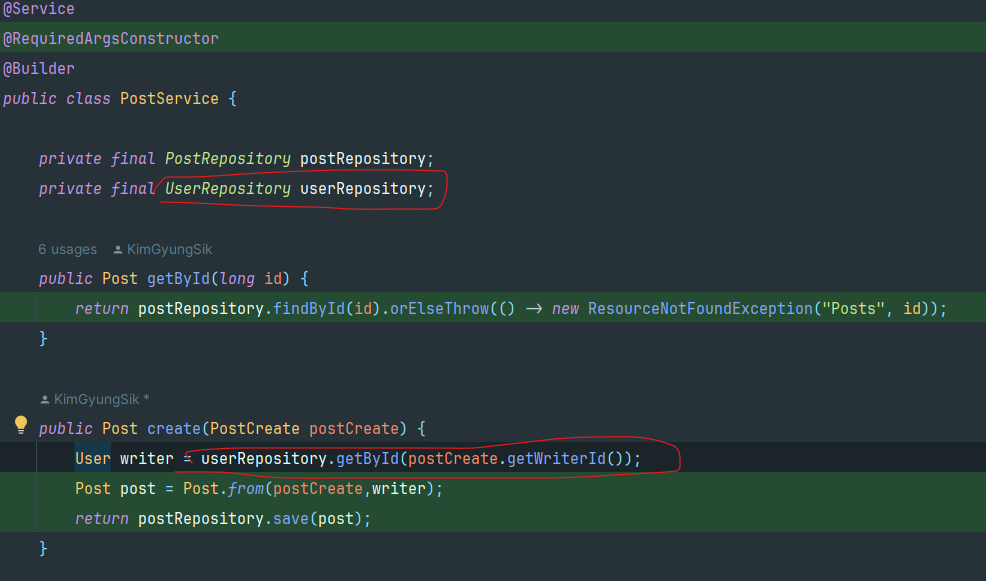 @Service
@RequiredArgsConstructor
@Builder
public class PostService {
private final PostRepository postRepository;
private final UserRepository userRepository;
6 usages KimGyungSik
public Post getById(long id) {
return postRepository.findById(id).orElseThrow(() -> new ResourceNotFoundException("Posts", id));
}
KimGyungSik *
public Post create(PostCreate postCreate) {
User writer = userRepository.getById(postCreate.getWriterId());
Post post = Post.from(postCreate,writer);
return postRepository.save(post);
}